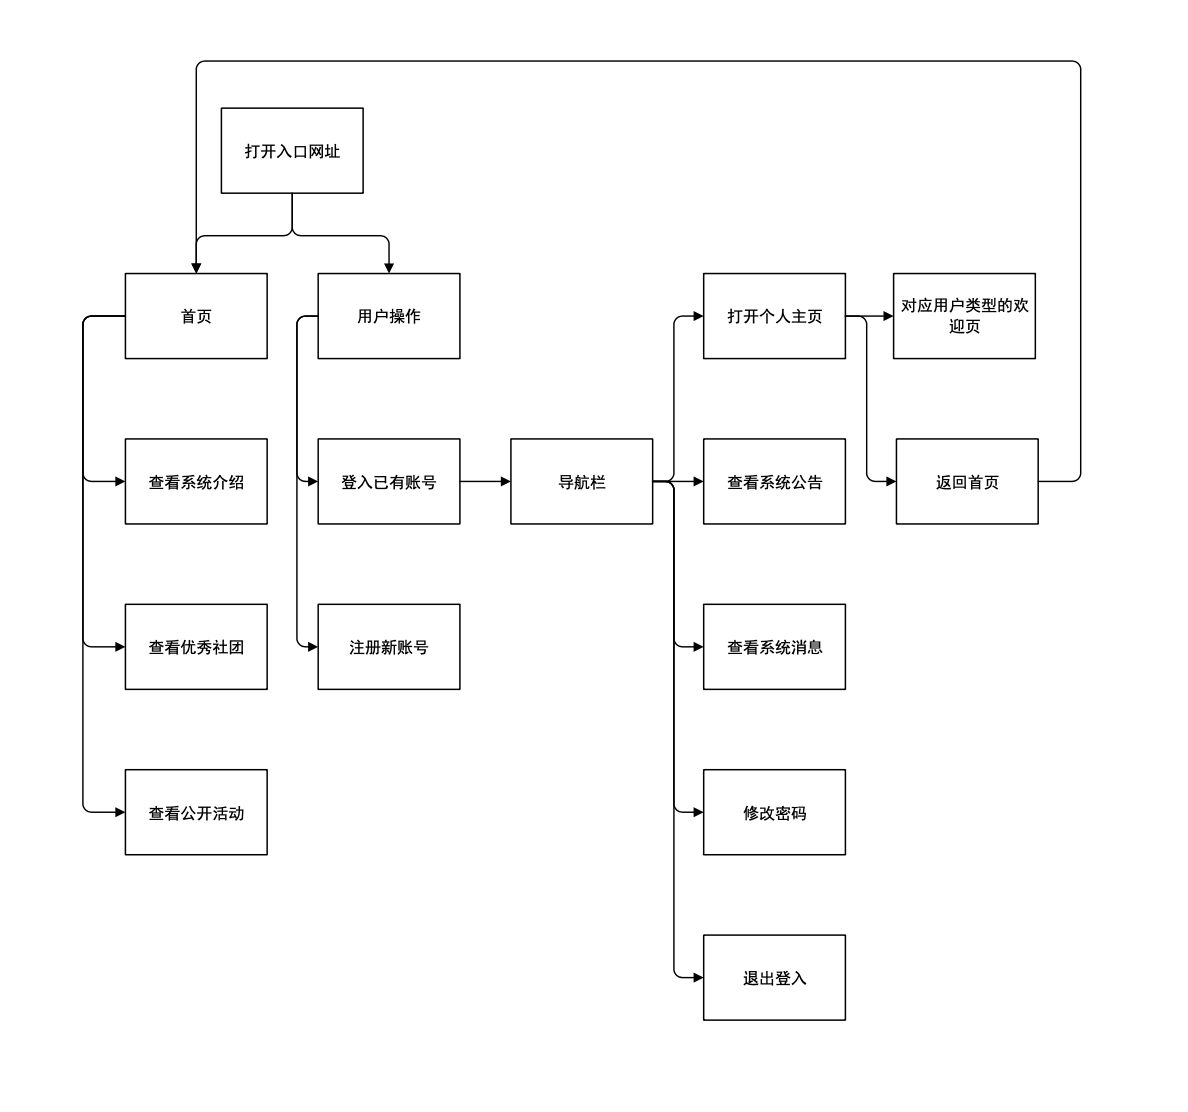 打开入口网址
首页
用户操作
打开个人主页
对应用户类型的欢
迎页
查看系统介绍
登入已有账号
导航栏
查看系统公告
返回首页
查看优秀社团
注册新账号
查看系统消息
查看公开活动
修改密码
退出登入